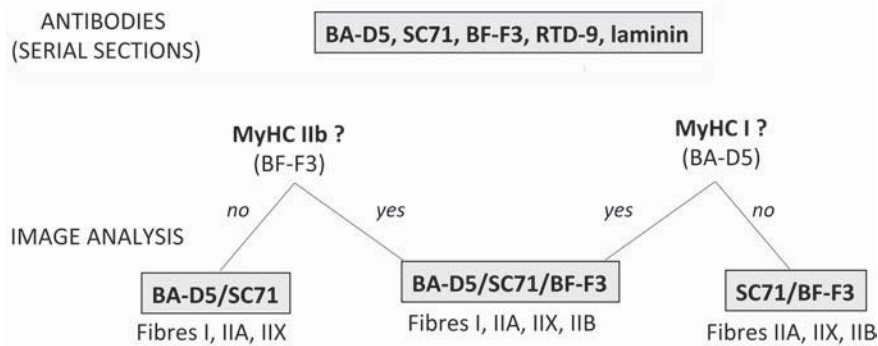 ANTIBODIES
(SERIAL SECTIONS)
BA-D5, SC71, BF-F3, RTD-9, laminin
MyHC IIb ?
(BF-F3)
MyHC I ?
(BA-D5)
no
yes
yes
no
IMAGE ANALYSIS
BA-D5/SC71
BA-D5/SC71/BF-F3
SC71/BF-F3
Fibres I, IIA, IIX
Fibres I, IIA, IIX, IIB
Fibres IIA, IIX, IIB